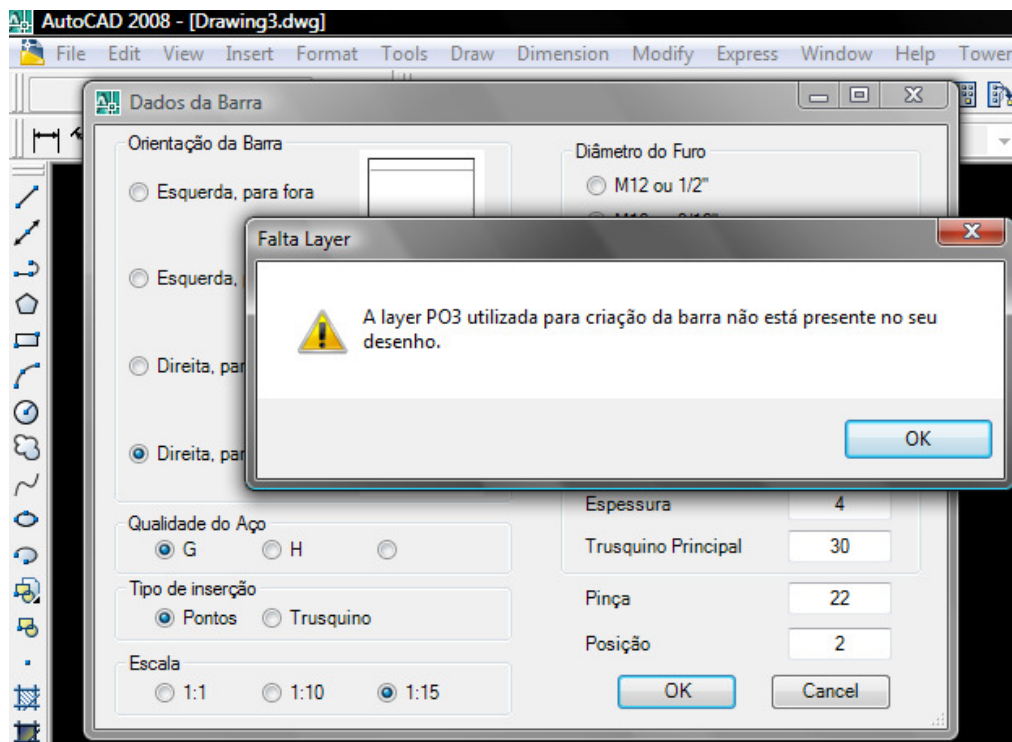 AutoCAD 2008 - [Drawing3.dwg]
File Edit View Insert Format Tools Draw Dimension Modify Express Window Help Tower
Dados da Barra
Orientação da Barra
Diâmetro do Furo
Esquerda, para fora
M12 ou 1/2"
Falta Layer
Esquerda,
A layer PO3 utilizada para criação da barra não está presente no seu
desenho.
Direita, par
OK
Direita, par
Espessura 4
Qualidade do Aço
G H
Trusquino Principal 30
Tipo de inserção
Pontos Trusquino
Pinça 22
Posição 2
Escala
1:1 1:10 1:15
OK Cancel